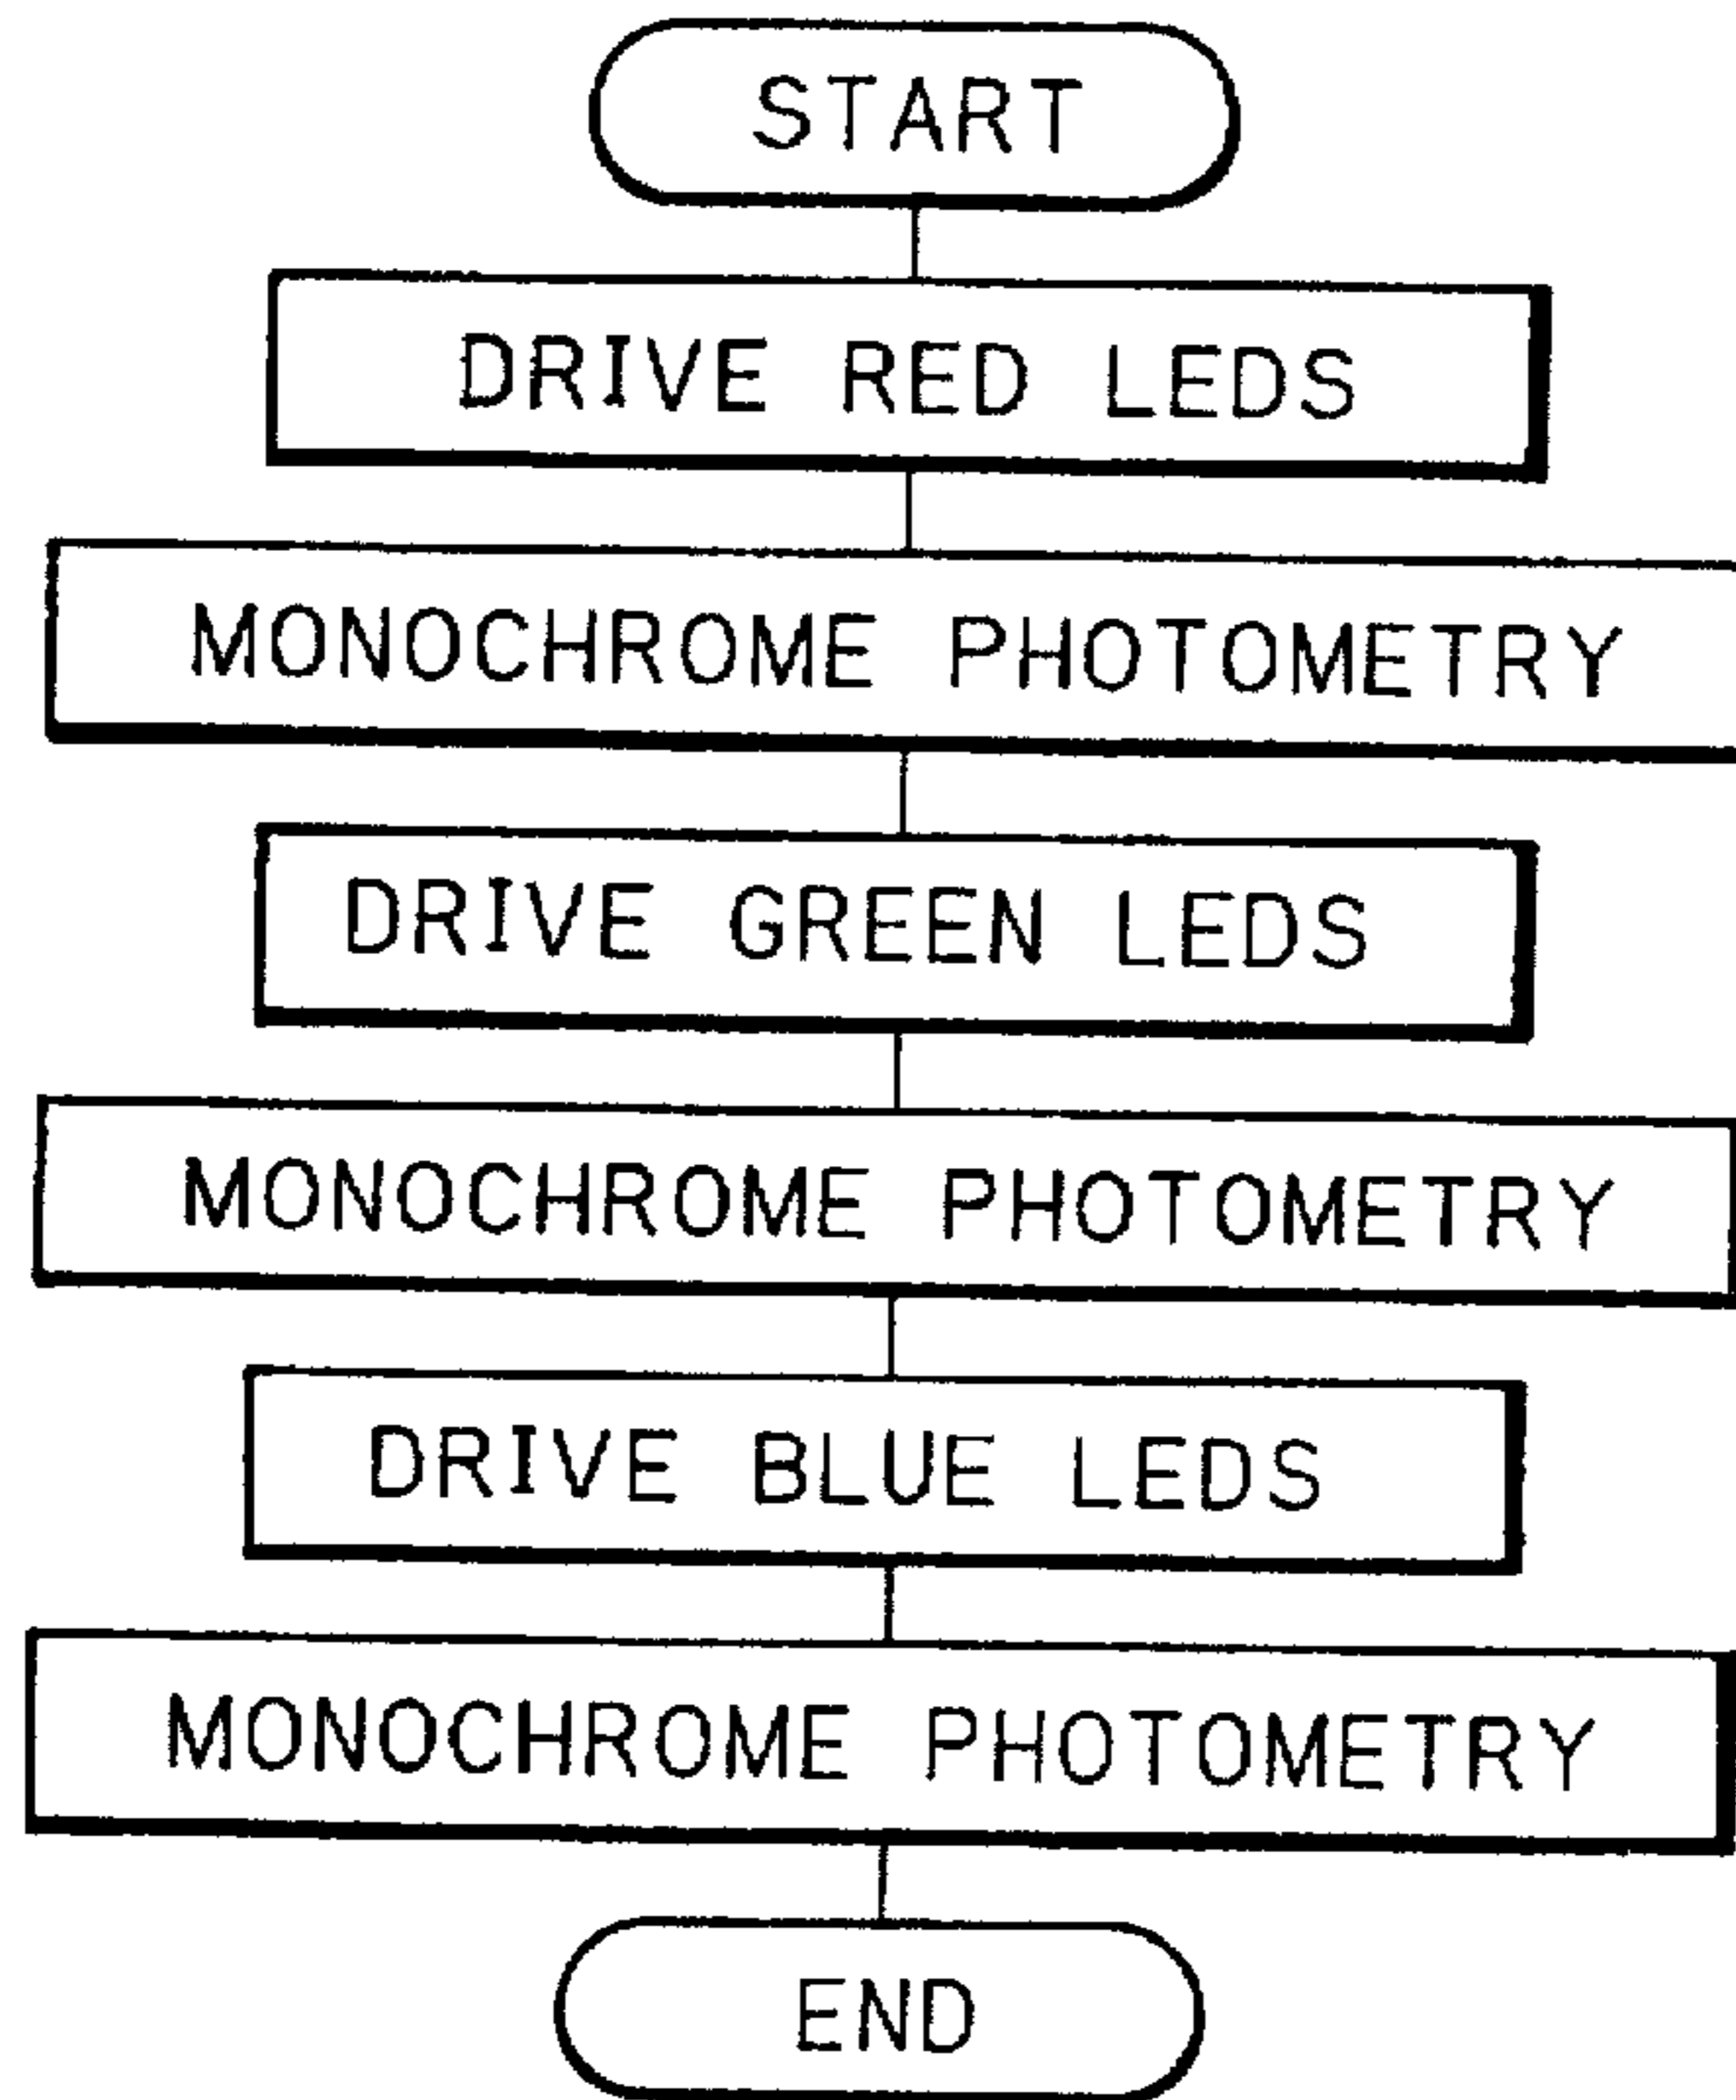 START
DRIVE RED LEDS
MONOCHROME PHOTOMETRY
DRIVE GREEN LEDS
MONOCHROME PHOTOMETRY
DRIVE BLUE LEDS
MONOCHROME PHOTOMETRY
END